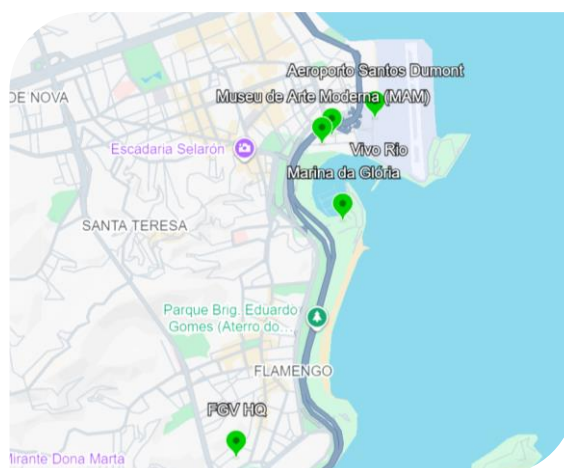 Aeroporto Santos Dumont
DE NOVA
Museu de Arte Moderna (MAM)
Escadaria Selarón
Vivo Rio
Marina da Glória
SANTA TERESA
Parque Brig. Eduardo
Gomes (Aterro do...
FLAMENGO
FGV HQ
Mirante Dona Marta